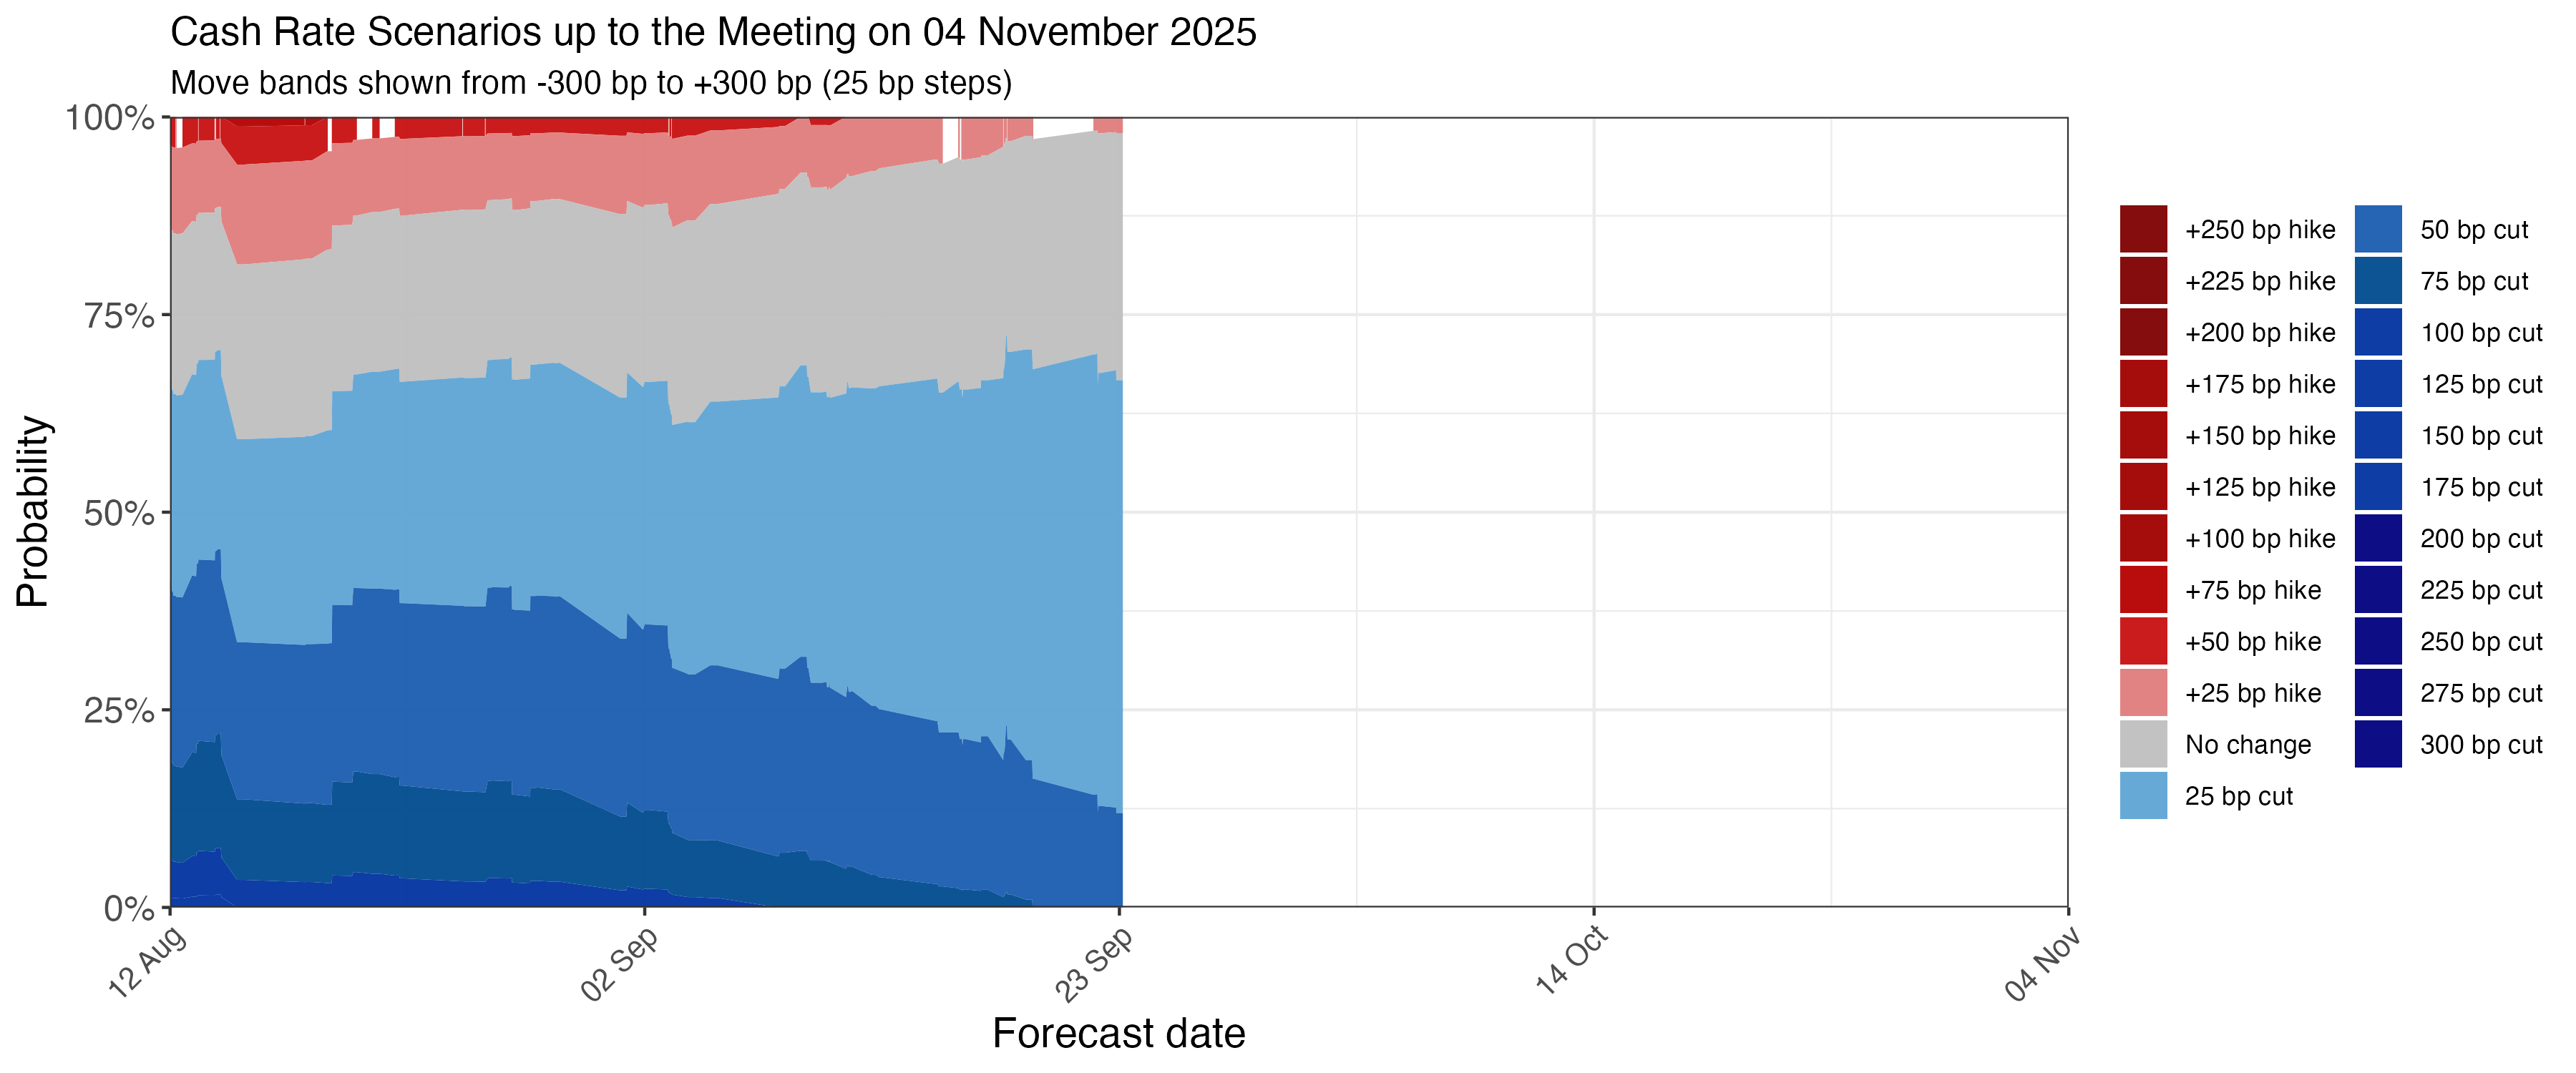 Cash Rate Scenarios up to the Meeting on 04 November 2025
Move bands shown from -300 bp to +300 bp (25 bp steps)
Probability
100%
75%
50%
25%
0%
12 Aug
02 Sep
23 Sep
14 Oct
04 Nov
Forecast date
+250 bp hike
+225 bp hike
+200 bp hike
+175 bp hike
+150 bp hike
+125 bp hike
+100 bp hike
+75 bp hike
+50 bp hike
+25 bp hike
No change
25 bp cut
50 bp cut
75 bp cut
100 bp cut
125 bp cut
150 bp cut
175 bp cut
200 bp cut
225 bp cut
250 bp cut
275 bp cut
300 bp cut